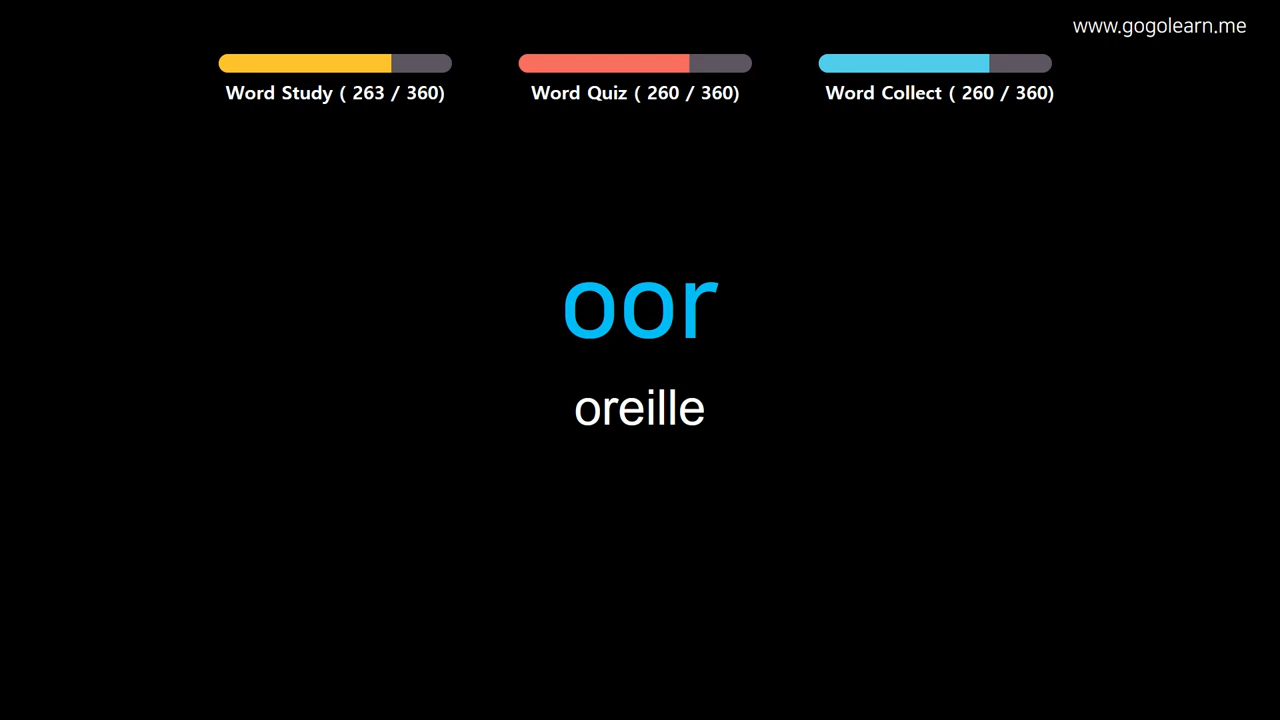 www.gogolearn.me
Word Study ( 263 / 360)
Word Quiz ( 260 / 360)
Word Collect ( 260 / 360)
oor
oreille